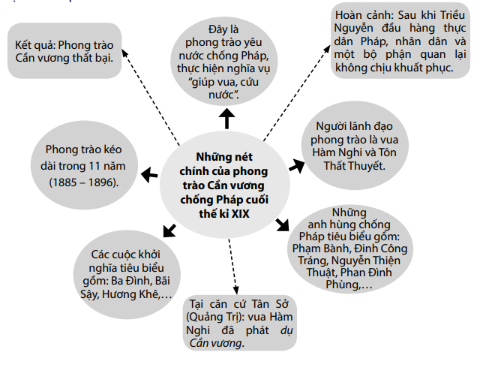 Kết quả: Phong trào
Cần vương thất bại.
Đây là
phong trào yêu
nước chống Pháp,
thực hiện nghĩa vụ
“giúp vua, cứu
nước”.
Hoàn cảnh: Sau khi Triều
Nguyễn đầu hàng thực
dân Pháp, nhân dân và
một bộ phận quan lại
không chịu khuất phục.
Phong trào kéo
dài trong 11 năm
(1885 – 1896).
Những nét
chính của phong
trào Cần vương
chống Pháp cuối
thế kỉ XIX
Người lãnh đạo
phong trào là vua
Hàm Nghi và Tôn
Thất Thuyết.
Các cuộc khởi
nghĩa tiêu biểu
gồm: Ba Đình, Bãi
Sậy, Hương Khê,...
Tại căn cứ Tân Sở
(Quảng Trị): vua Hàm
Nghi đã phát dụ
Cần vương.
Những
anh hùng chống
Pháp tiêu biểu gồm:
Phạm Bành, Đinh Công
Tráng, Nguyễn Thiện
Thuật, Phan Đình
Phùng,...